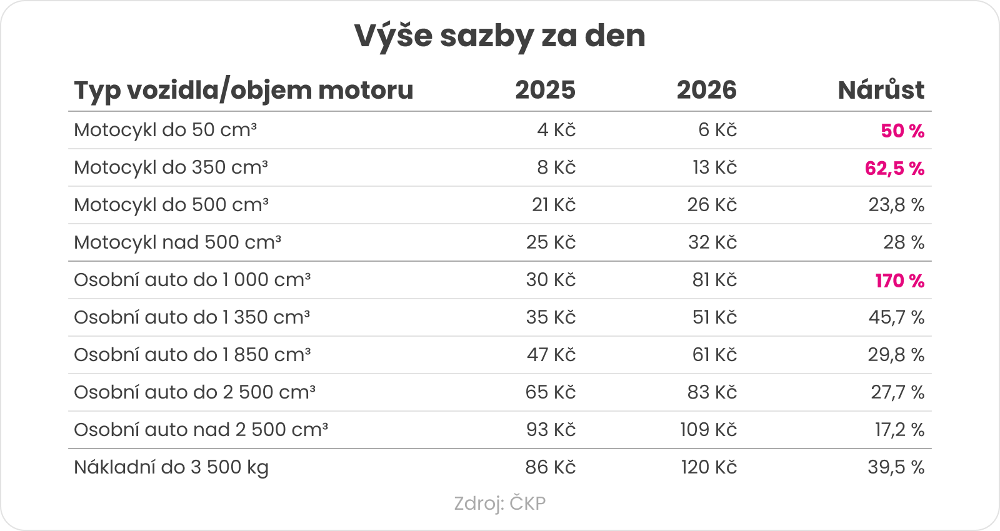 Výše sazby za den
Typ vozidla/objem motoru 2025 2026 Nárůst
Motocykl do 50 cm³ 4 Kč 6 Kč 50 %
Motocykl do 350 cm³ 8 Kč 13 Kč 62,5 %
Motocykl do 500 cm³ 21 Kč 26 Kč 23,8 %
Motocykl nad 500 cm³ 25 Kč 32 Kč 28 %
Osobní auto do 1 000 cm³ 30 Kč 81 Kč 170 %
Osobní auto do 1 350 cm³ 35 Kč 51 Kč 45,7 %
Osobní auto do 1 850 cm³ 47 Kč 61 Kč 29,8 %
Osobní auto do 2 500 cm³ 65 Kč 83 Kč 27,7 %
Osobní auto nad 2 500 cm³ 93 Kč 109 Kč 17,2 %
Nákladní do 3 500 kg 86 Kč 120 Kč 39,5 %
Zdroj: ČKP